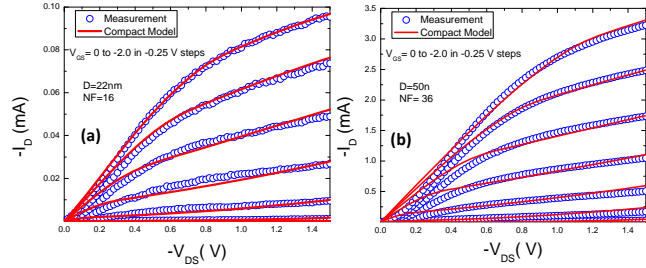 0.10
0.08
0.06
0.04
0.02
-I_D (mA)
Measurement
Compact Model
V_GS= 0 to -2.0 in -0.25 V steps
D=22nm
NF=16
(a)
0.0 0.2 0.4 0.6 0.8 1.0 1.2 1.4
-V_DS( V)
3.5
3.0
2.5
2.0
1.5
1.0
0.5
-I_D (mA)
Measurement
Compact Model
V_GS= 0 to -2.0 in -0.25 V steps
D=50n
NF= 36
(b)
0.0 0.2 0.4 0.6 0.8 1.0 1.2 1.4
-V_DS( V)